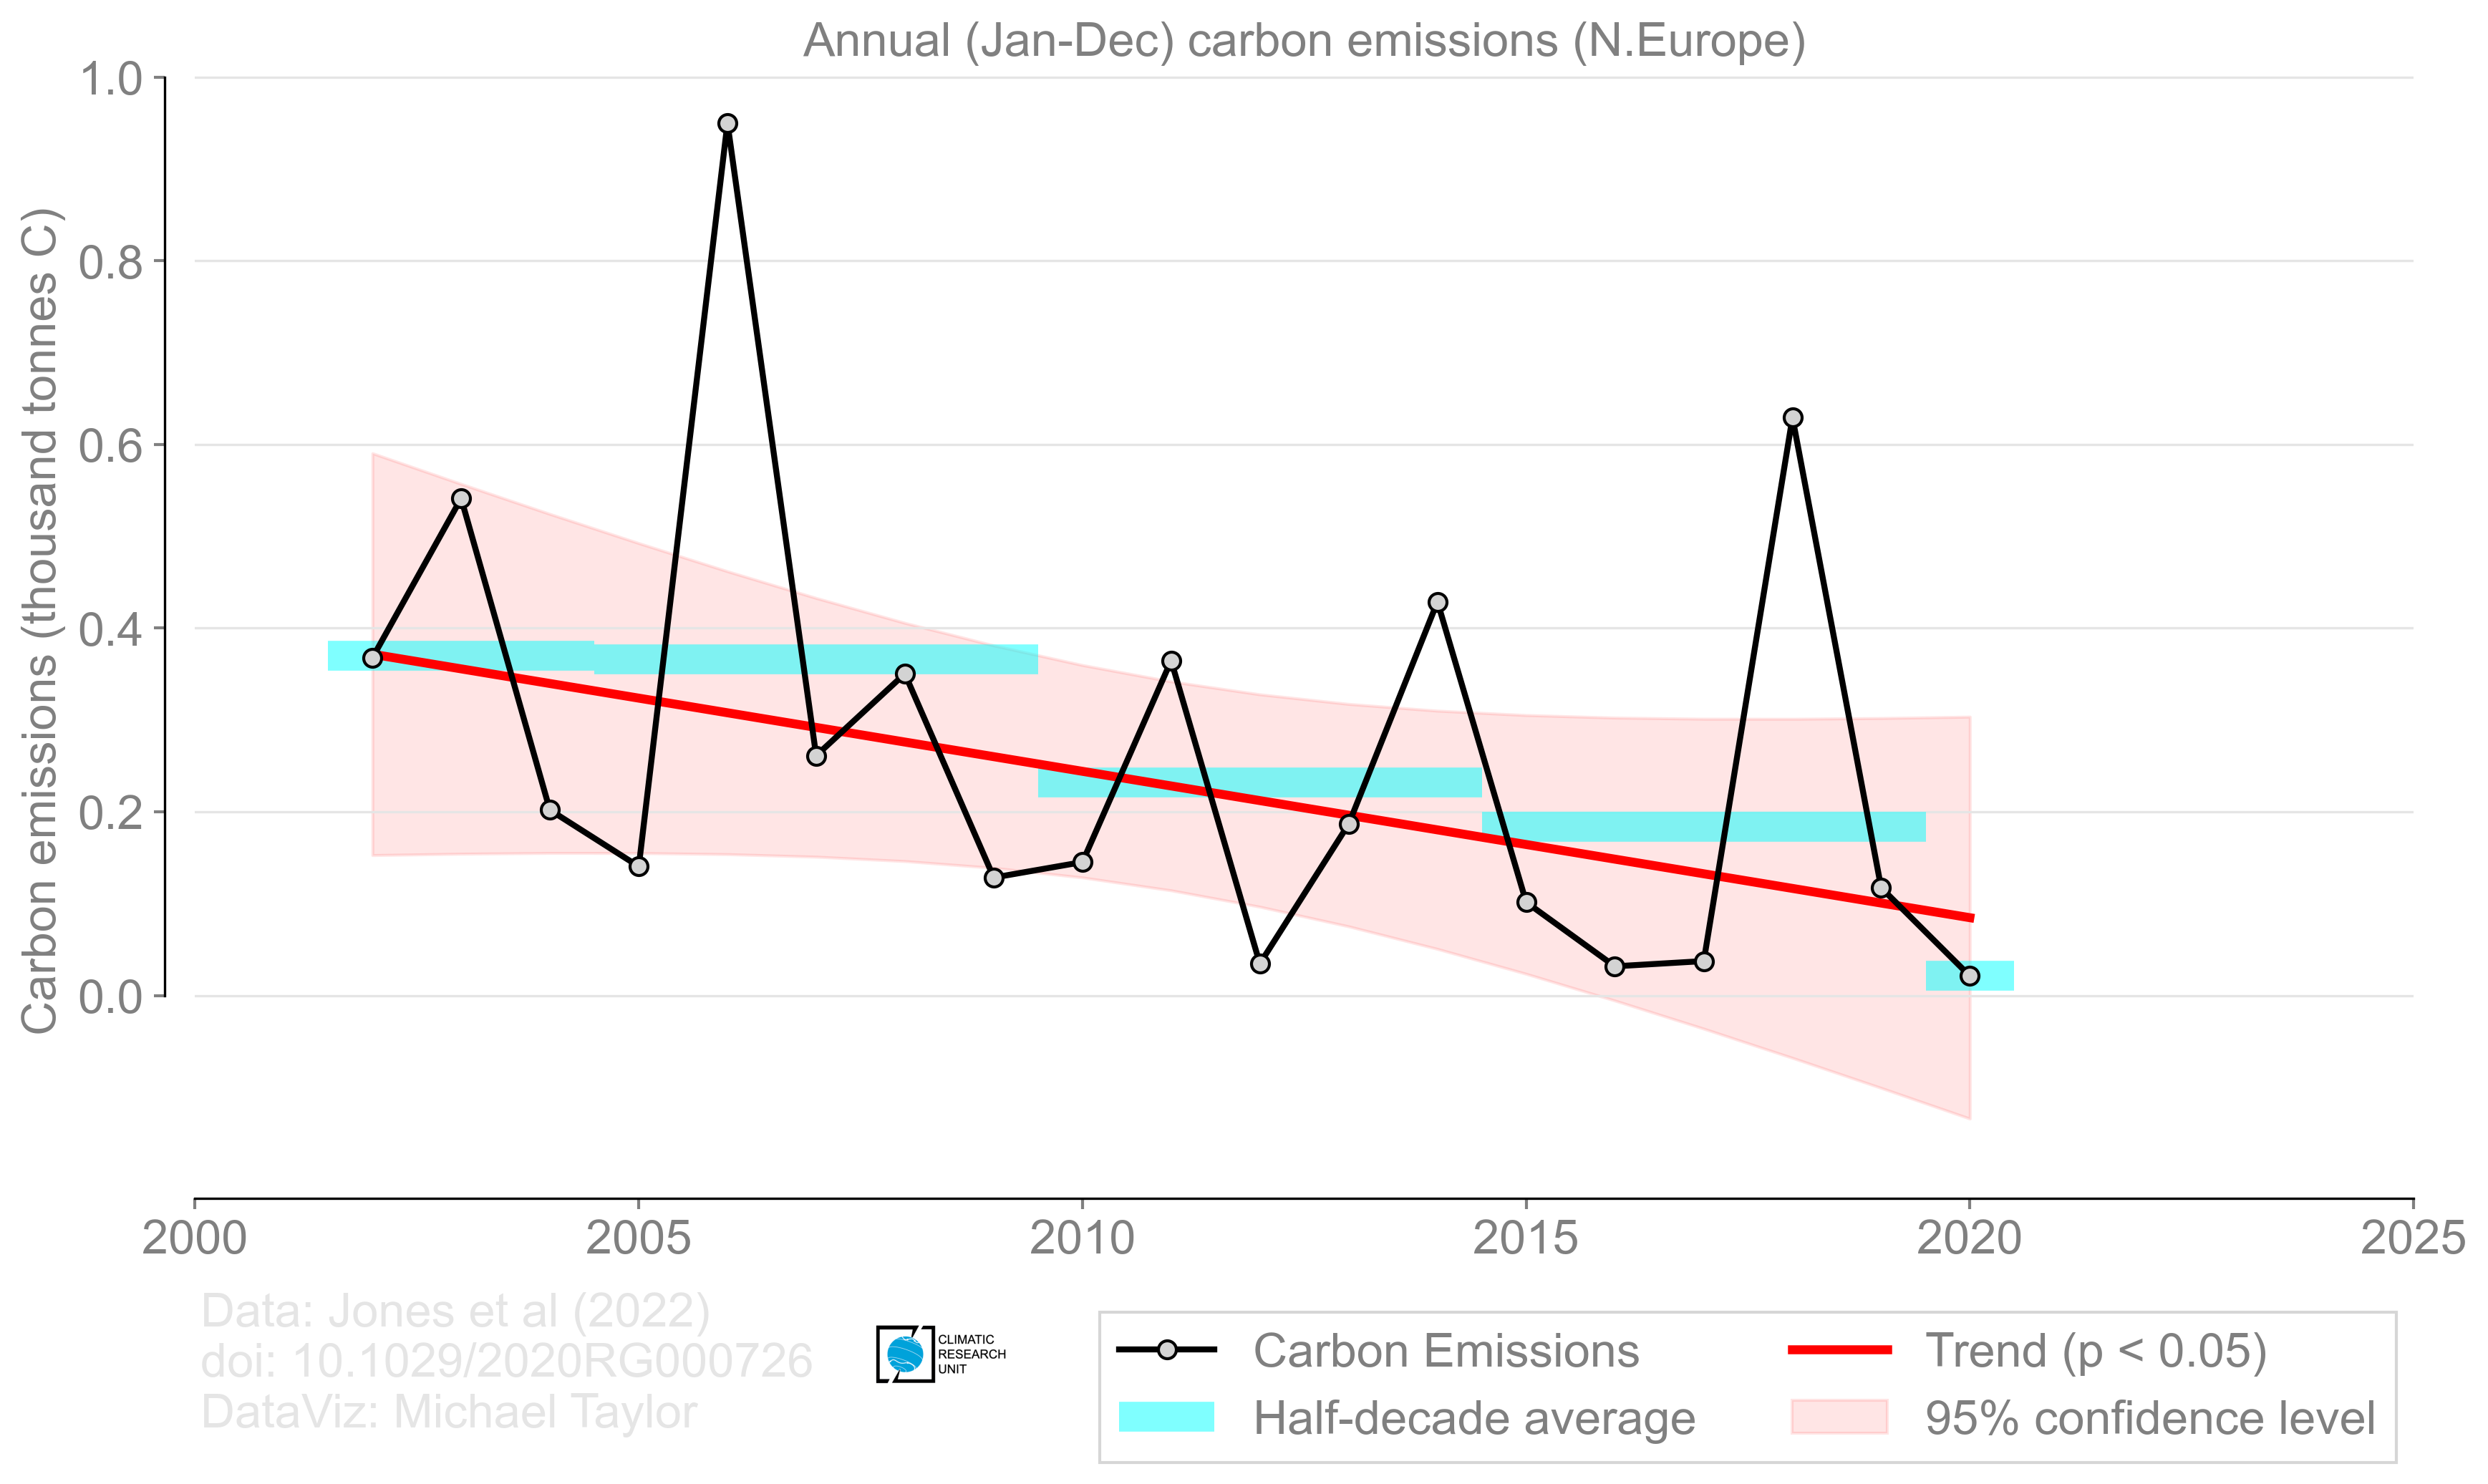 Annual (Jan-Dec) carbon emissions (N.Europe)
Carbon emissions (thousand tonnes C)
1.0
0.8
0.6
0.4
0.2
0.0
2000
2005
2010
2015
2020
2025
Data: Jones et al (2022)
doi: 10.1029/2020RG000726
DataViz: Michael Taylor
CLIMATIC
RESEARCH
UNIT
Carbon Emissions
Half-decade average
Trend (p < 0.05)
95% confidence level